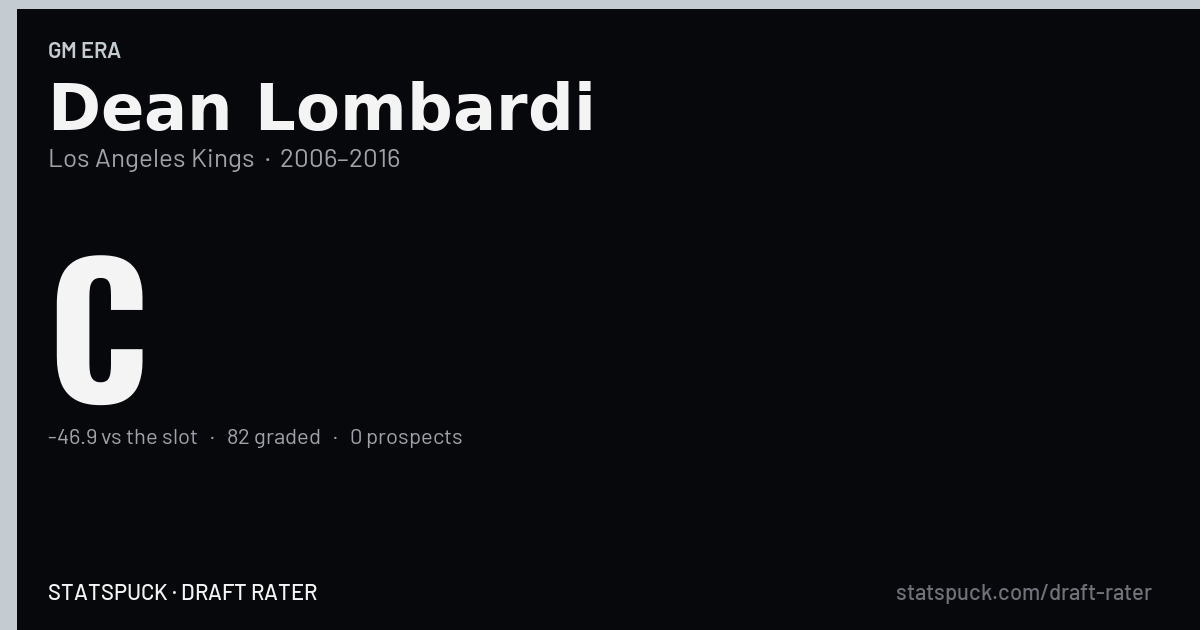 GM ERA
Dean Lombardi
Los Angeles Kings · 2006–2016
C
-46.9 vs the slot · 82 graded · 0 prospects
STATSPUCK · DRAFT RATER
statspuck.com/draft-rater